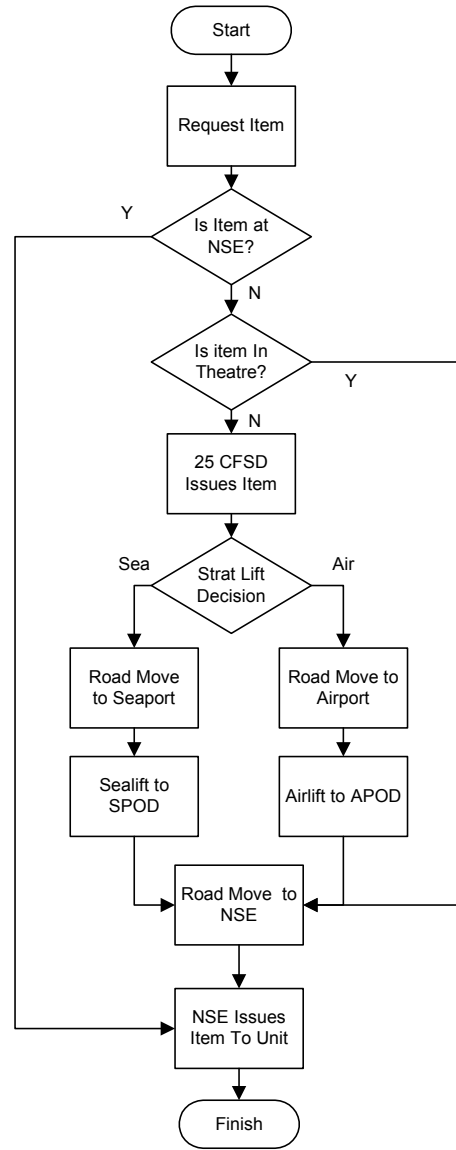 Start
Request Item
Y
Is Item at
NSE?
N
Is item In
Theatre?
Y
N
25 CFSD
Issues Item
Sea
Strat Lift
Decision
Air
Road Move
to Seaport
Road Move to
Airport
Sealift to
SPOD
Airlift to APOD
Road Move to
NSE
NSE Issues
Item To Unit
Finish